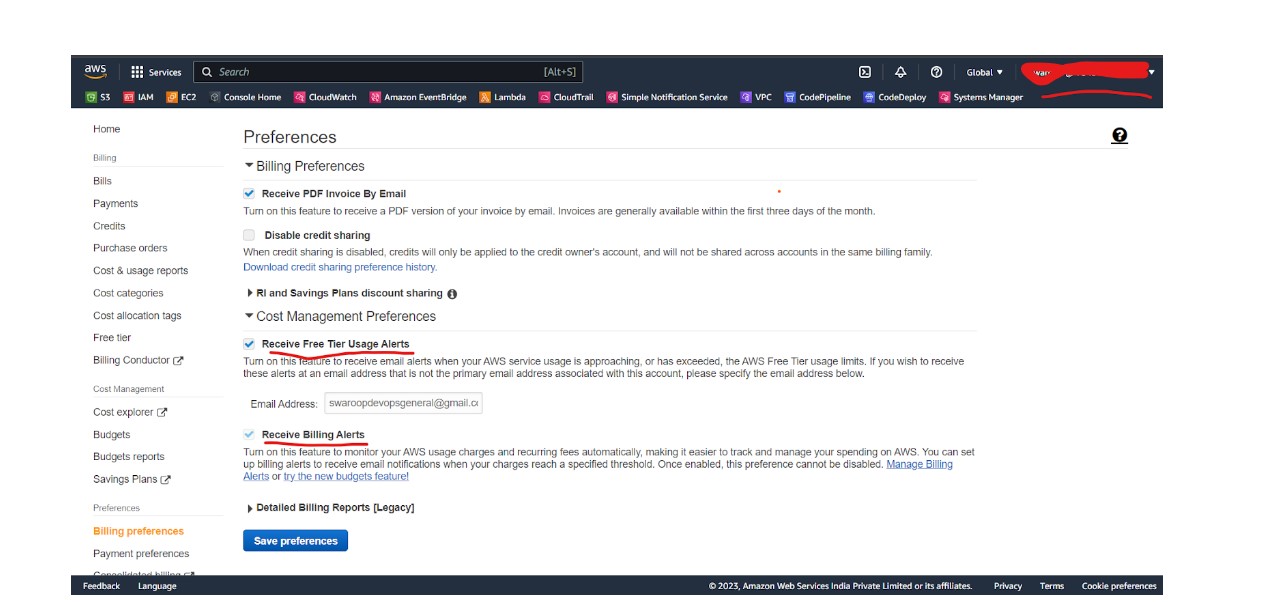 aws Services Search [Alt+S] Global
S3 IAM EC2 Console Home CloudWatch Amazon EventBridge Lambda CloudTrail Simple Notification Service VPC CodePipeline CodeDeploy Systems Manager
Home
Billing
Bills
Payments
Credits
Purchase orders
Cost & usage reports
Cost categories
Cost allocation tags
Free tier
Billing Conductor
Cost Management
Cost explorer
Budgets
Budgets reports
Savings Plans
Preferences
Billing preferences
Payment preferences
Consolidated billing
Preferences
Billing Preferences
Receive PDF Invoice By Email
Turn on this feature to receive a PDF version of your invoice by email. Invoices are generally available within the first three days of the month.
Disable credit sharing
When credit sharing is disabled, credits will only be applied to the credit owner's account, and will not be shared across accounts in the same billing family.
Download credit sharing preference history.
RI and Savings Plans discount sharing
Cost Management Preferences
Receive Free Tier Usage Alerts
Turn on this feature to receive email alerts when your AWS service usage is approaching, or has exceeded, the AWS Free Tier usage limits. If you wish to receive
these alerts at an email address that is not the primary email address associated with this account, please specify the email address below.
Email Address: swaroopdevopsgeneral@gmail.c
Receive Billing Alerts
Turn on this feature to monitor your AWS usage charges and recurring fees automatically, making it easier to track and manage your spending on AWS. You can set
up billing alerts to receive email notifications when your charges reach a specified threshold. Once enabled, this preference cannot be disabled. Manage Billing
Alerts or try the new budgets feature!
Detailed Billing Reports [Legacy]
Save preferences
Feedback Language © 2023, Amazon Web Services India Private Limited or its affiliates. Privacy Terms Cookie preferences